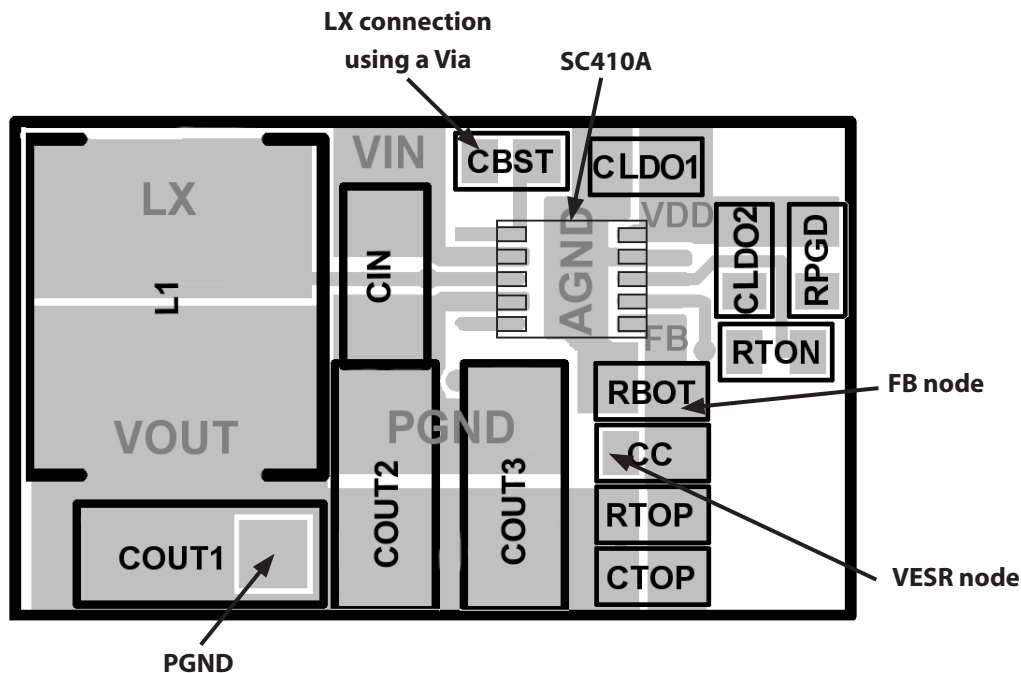 LX connection
using a Via
SC410A
VIN
CBST
CLDO1
LX
VDD
CLDO2
RPGD
AGND
CIN
L1
FB
RTON
RBOT
FB node
VOUT
PGND
CC
COUT2
COUT3
RTOP
COUT1
CTOP
VESR node
PGND